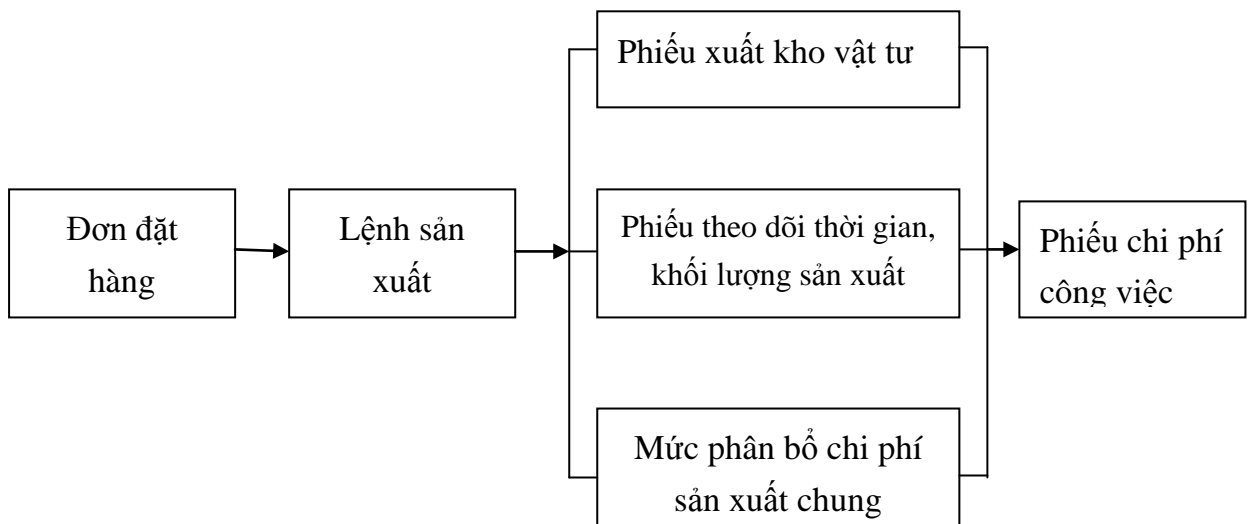 Phiếu xuất kho vật tư
Đơn đặt
hàng
Lệnh sản
xuất
Phiếu theo dõi thời gian,
khối lượng sản xuất
Phiếu chi phí
công việc
Mức phân bổ chi phí
sản xuất chung